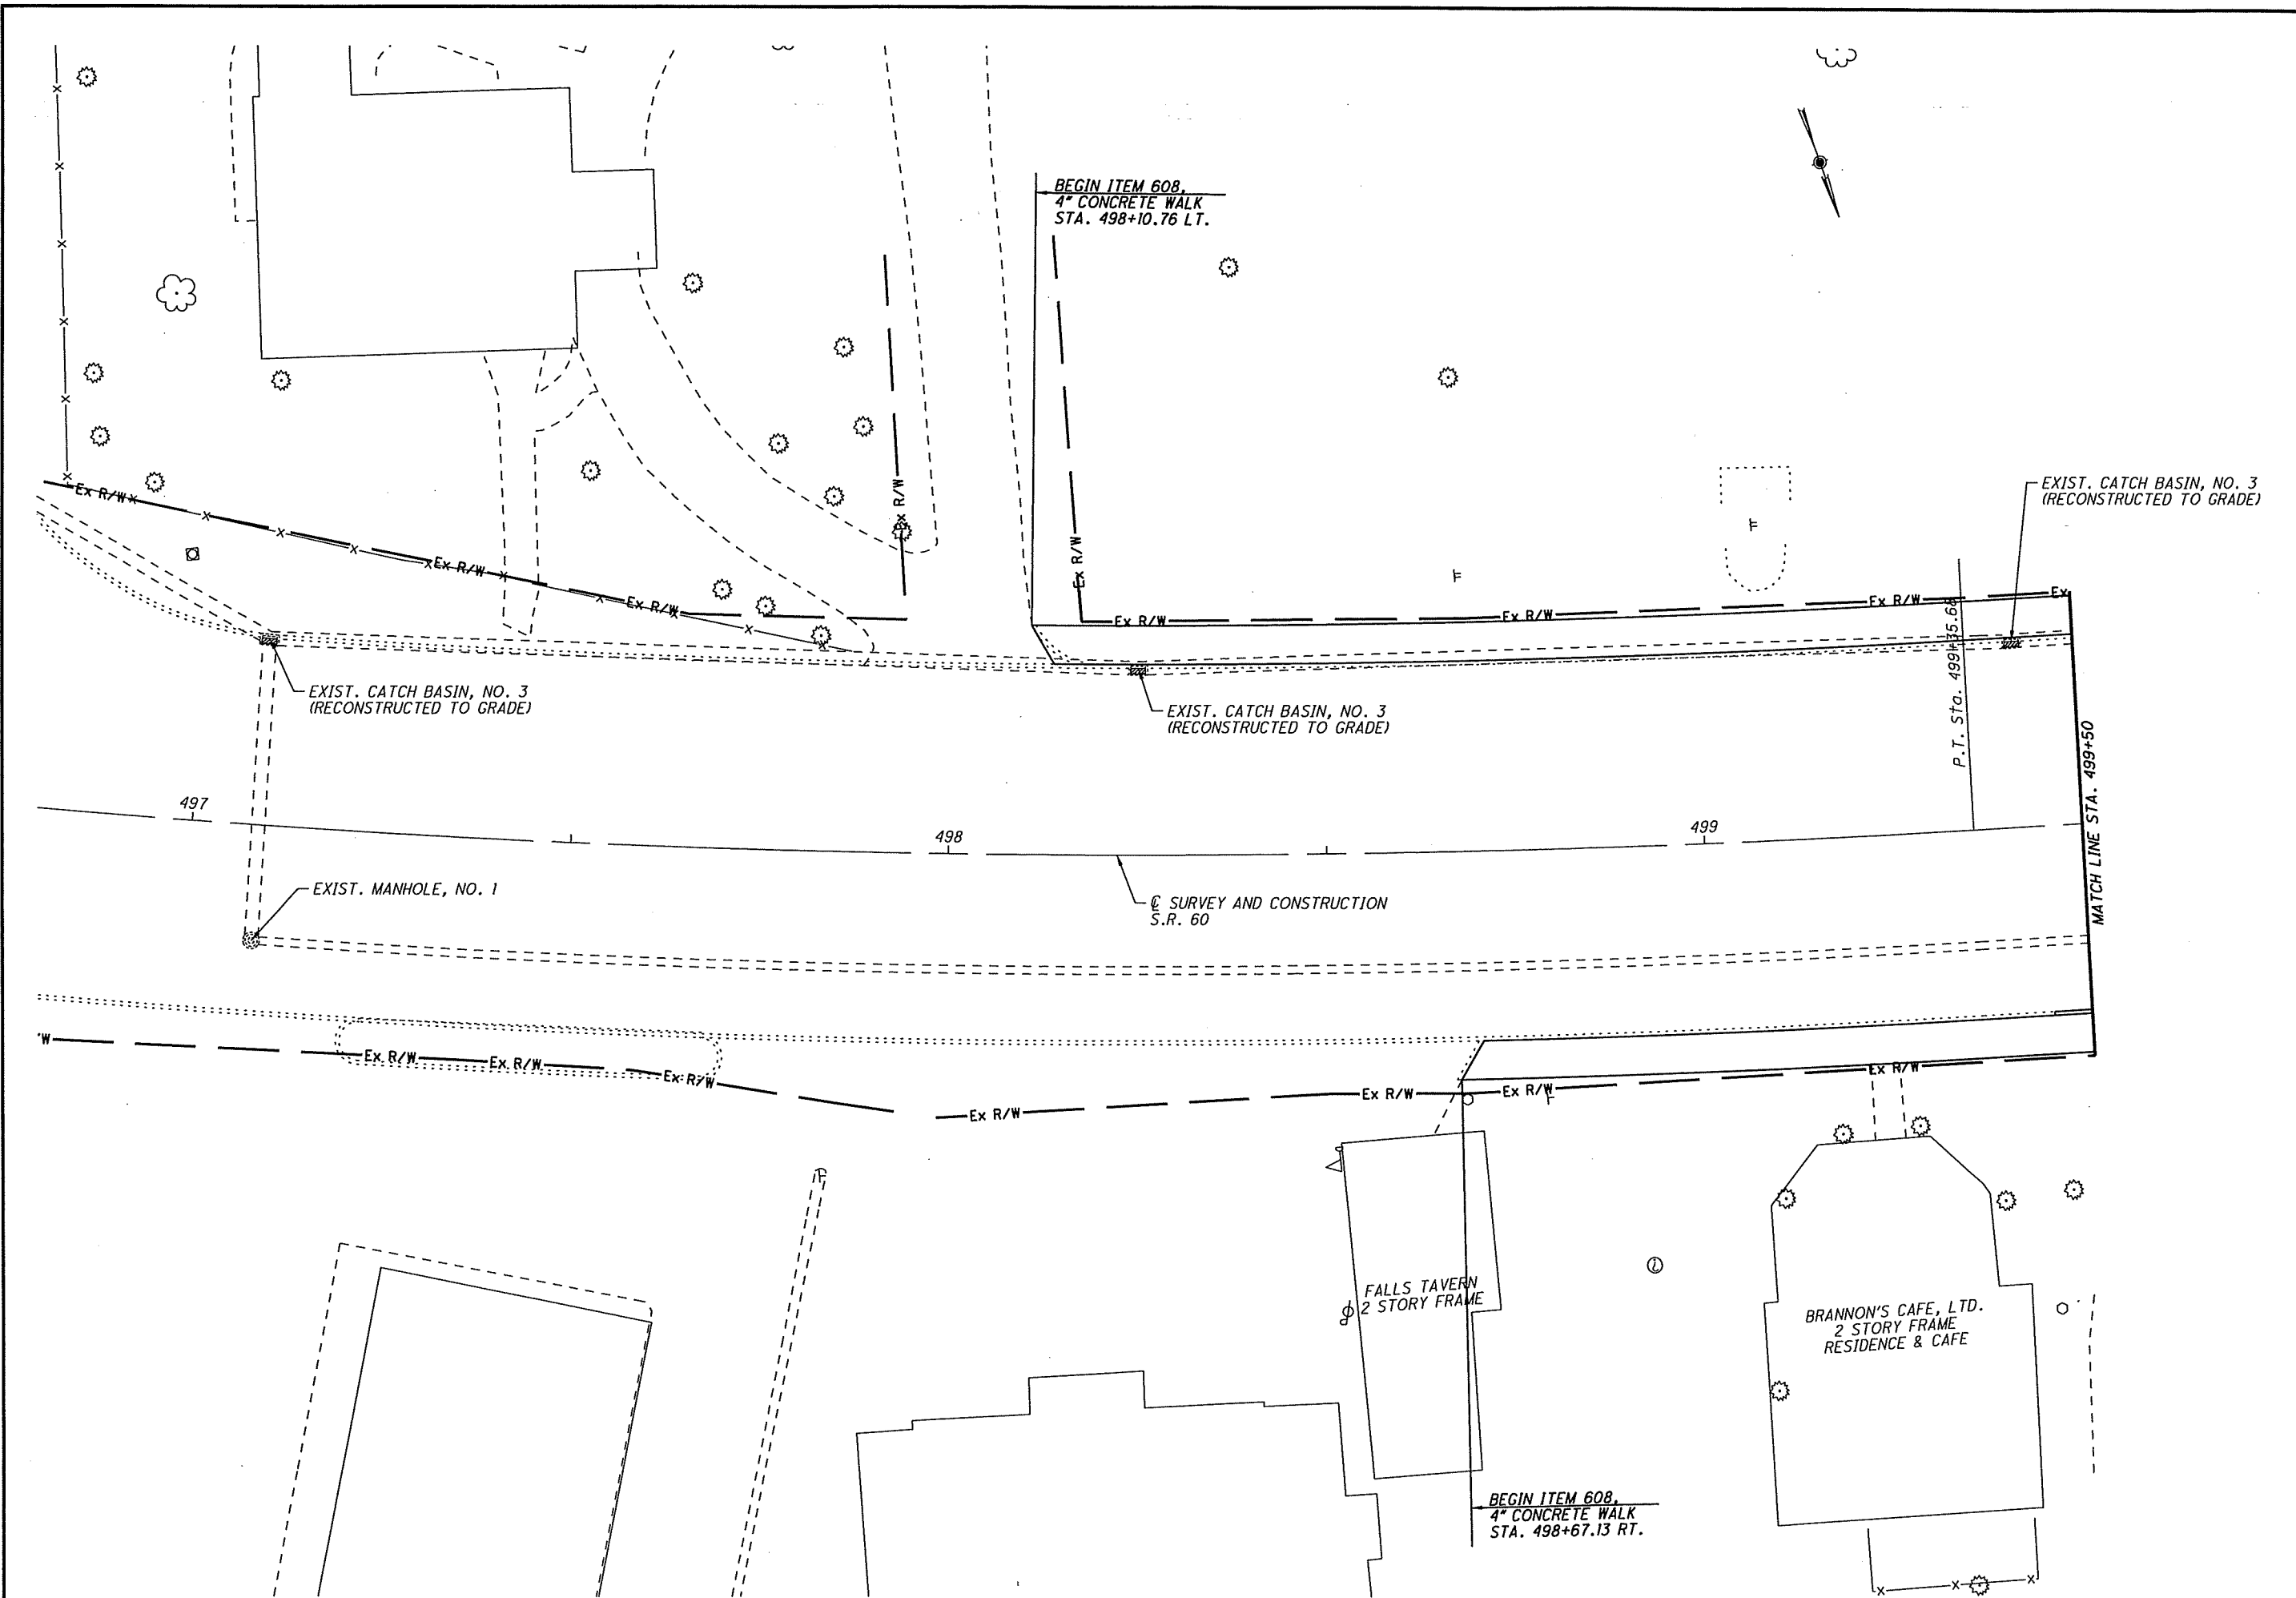 BEGIN ITEM 608,
4" CONCRETE WALK
STA. 498+10.76 LT.
EXIST. CATCH BASIN, NO. 3
(RECONSTRUCTED TO GRADE)
Ex R/W
Ex R/W
Ex R/W
Ex R/W
Ex R/W
Ex R/W
Ex R/W
Ex R/W
Ex
P.T. Sta. 499+35.68
EXIST. CATCH BASIN, NO. 3
(RECONSTRUCTED TO GRADE)
EXIST. CATCH BASIN, NO. 3
(RECONSTRUCTED TO GRADE)
MATCH LINE STA. 499+50
497
498
499
EXIST. MANHOLE, NO. 1
℄ SURVEY AND CONSTRUCTION
S.R. 60
W
Ex R/W
Ex R/W
Ex R/W
Ex R/W
Ex R/W
Ex R/W
Ex R/W
FALLS TAVERN
2 STORY FRAME
BRANNON'S CAFE, LTD.
2 STORY FRAME
RESIDENCE & CAFE
BEGIN ITEM 608,
4" CONCRETE WALK
STA. 498+67.13 RT.